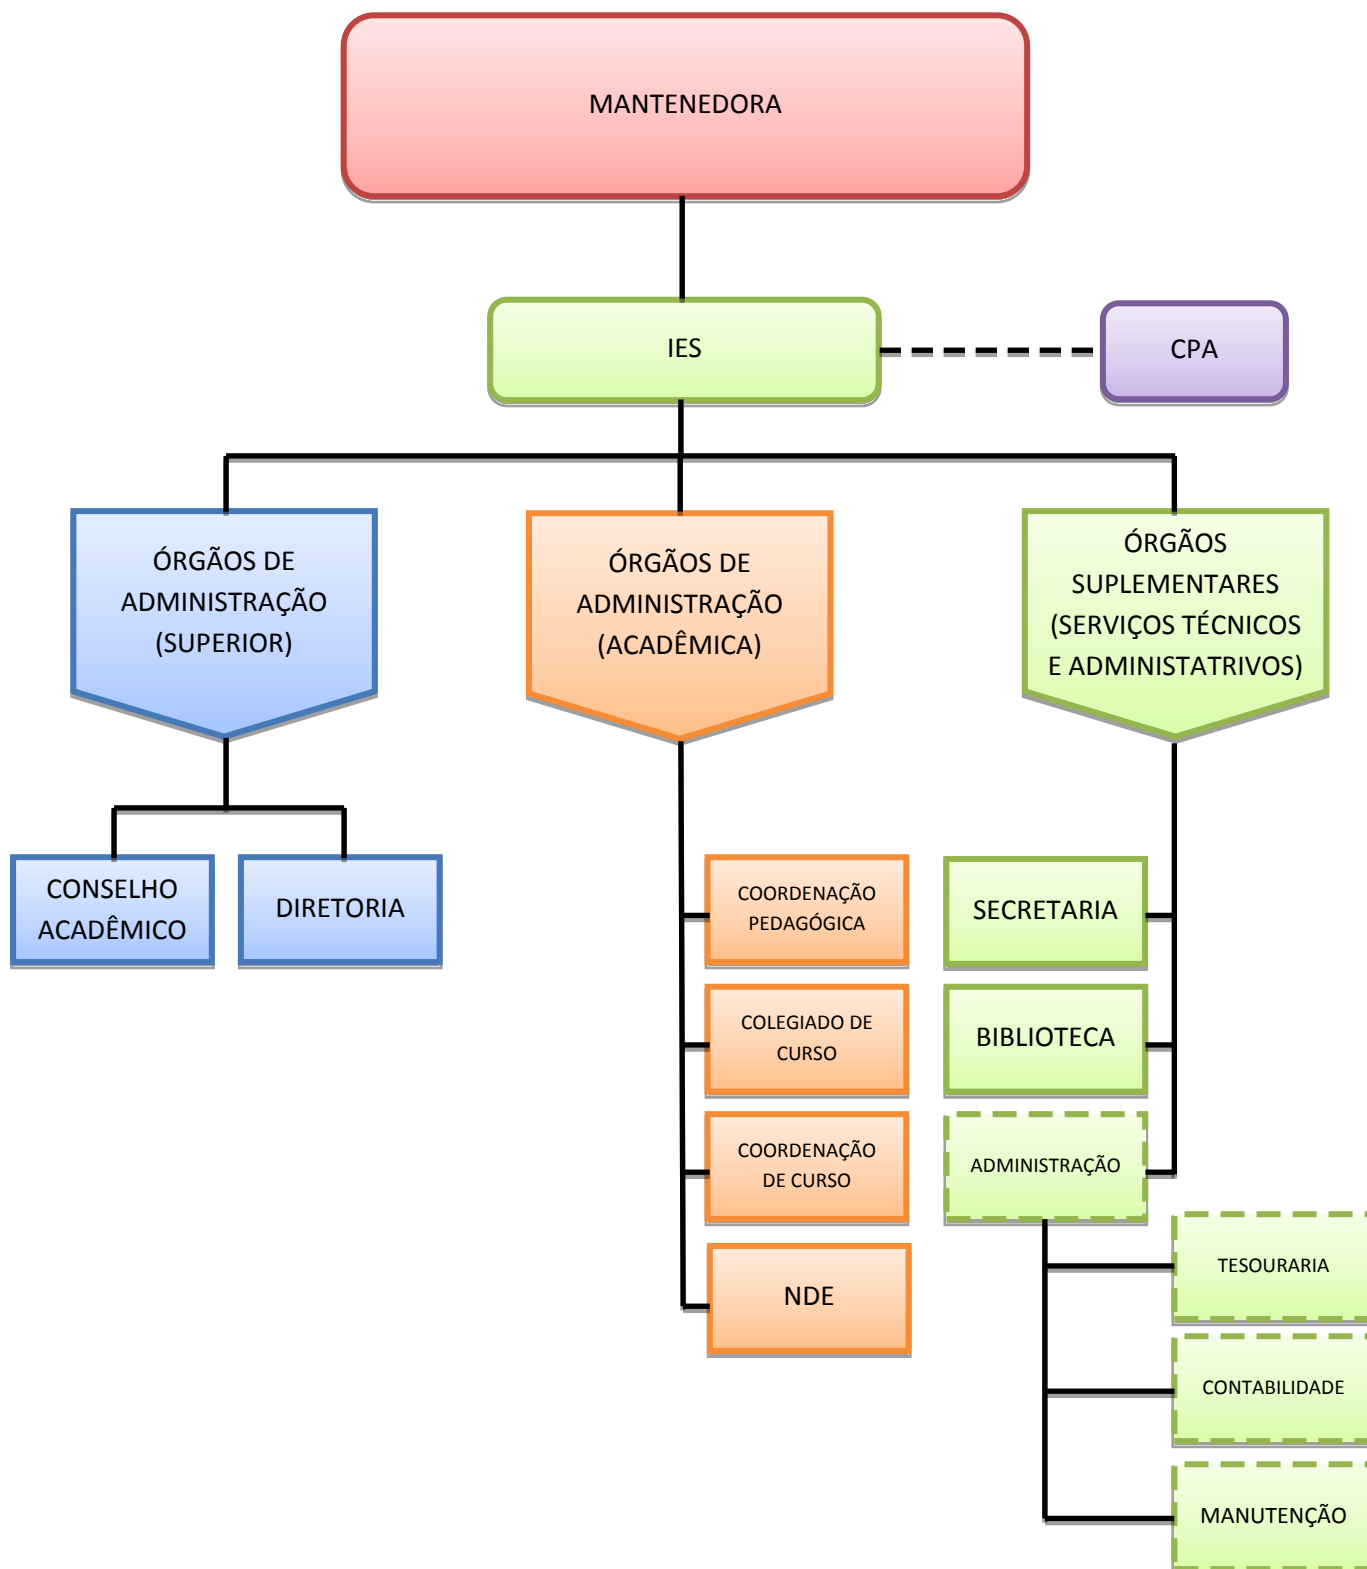 MANTENEDORA
IES
CPA
ÓRGÃOS DE
ADMINISTRAÇÃO
(SUPERIOR)
ÓRGÃOS DE
ADMINISTRAÇÃO
(ACADÊMICA)
ÓRGÃOS
SUPLEMENTARES
(SERVIÇOS TÉCNICOS
E ADMINISTATRIVOS)
CONSELHO
ACADÊMICO
DIRETORIA
COORDENAÇÃO
PEDAGÓGICA
COLEGIADO DE
CURSO
COORDENAÇÃO
DE CURSO
NDE
SECRETARIA
BIBLIOTECA
ADMINISTRAÇÃO
TESOURARIA
CONTABILIDADE
MANUTENÇÃO